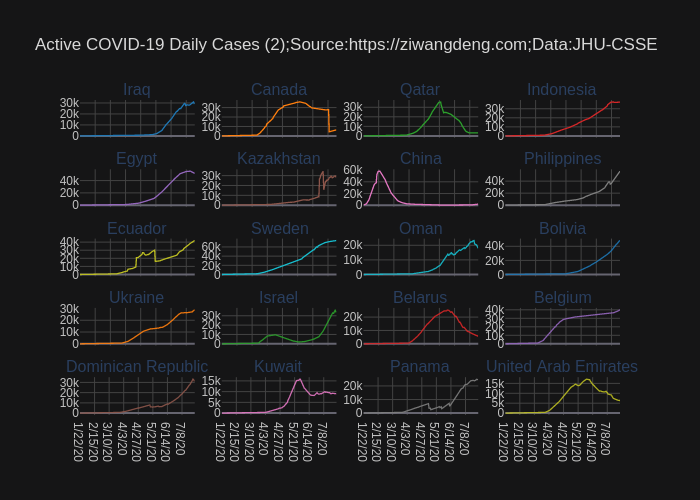 Active COVID-19 Daily Cases (2);Source:https://ziwangdeng.com;Data:JHU-CSSE
Iraq Canada Qatar Indonesia
30k 20k 10k 0 30k 20k 10k 0 30k 20k 10k 0 30k 20k 10k 0
Egypt Kazakhstan China Philippines
40k 20k 0 30k 20k 10k 0 60k 40k 20k 0 40k 20k 0
Ecuador Sweden Oman Bolivia
40k 30k 20k 10k 0 60k 40k 20k 0 20k 10k 0 40k 20k 0
Ukraine Israel Belarus Belgium
30k 20k 10k 0 30k 20k 10k 0 20k 10k 0 40k 30k 20k 10k 0
Dominican Republic Kuwait Panama United Arab Emirates
30k 20k 10k 0 15k 10k 5k 0 20k 10k 0 15k 10k 5k 0
1/22/20 2/15/20 3/10/20 4/3/20 4/27/20 5/21/20 6/14/20 7/8/20 1/22/20 2/15/20 3/10/20 4/3/20 4/27/20 5/21/20 6/14/20 7/8/20 1/22/20 2/15/20 3/10/20 4/3/20 4/27/20 5/21/20 6/14/20 7/8/20 1/22/20 2/15/20 3/10/20 4/3/20 4/27/20 5/21/20 6/14/20 7/8/20